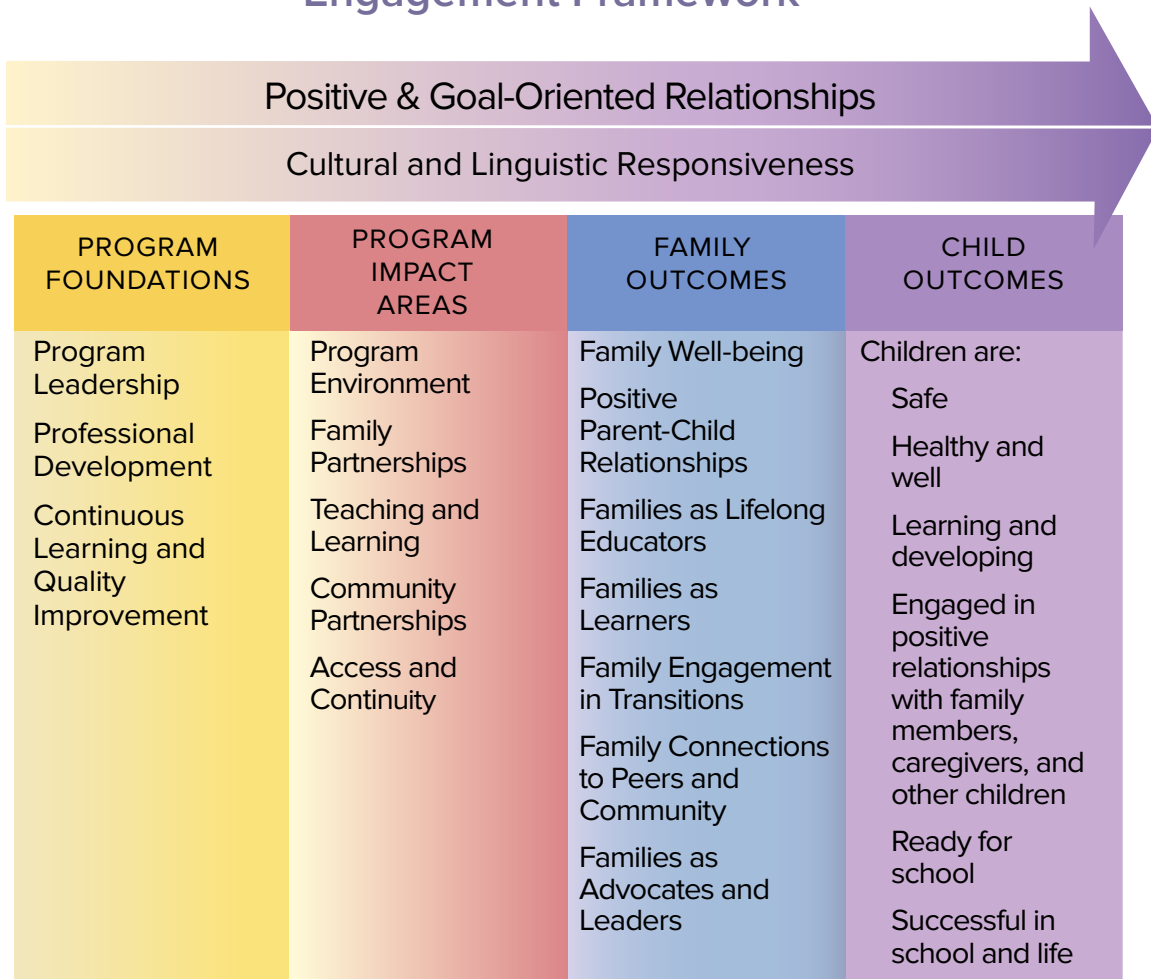 Engagement Framework
Positive & Goal-Oriented Relationships
Cultural and Linguistic Responsiveness
PROGRAM
FOUNDATIONS
Program
Leadership
Professional
Development
Continuous
Learning and
Quality
Improvement
PROGRAM
IMPACT
AREAS
Program
Environment
Family
Partnerships
Teaching and
Learning
Community
Partnerships
Access and
Continuity
FAMILY
OUTCOMES
Family Well-being
Positive
Parent-Child
Relationships
Families as Lifelong
Educators
Families as
Learners
Family Engagement
in Transitions
Family Connections
to Peers and
Community
Families as
Advocates and
Leaders
CHILD
OUTCOMES
Children are:
Safe
Healthy and
well
Learning and
developing
Engaged in
positive
relationships
with family
members,
caregivers, and
other children
Ready for
school
Successful in
school and life